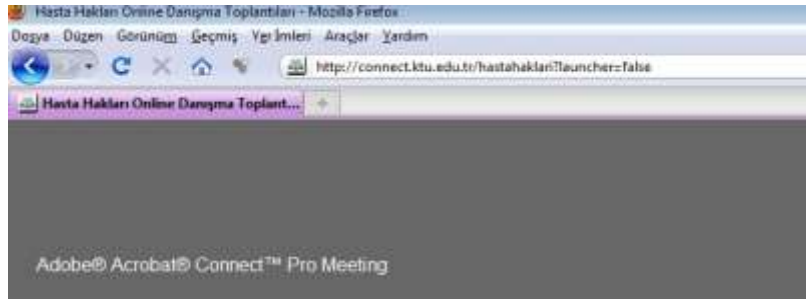 Hasta Hakları Online Danışma Toplantıları - Mozilla Firefox
Dosya Düzen Görünüm Geçmiş Yer İmleri Araçlar Yardım
http://connect.ktu.edu.tr/hastahaklari?launcher=false
Hasta Hakları Online Danışma Toplant...
Adobe® Acrobat® Connect™ Pro Meeting